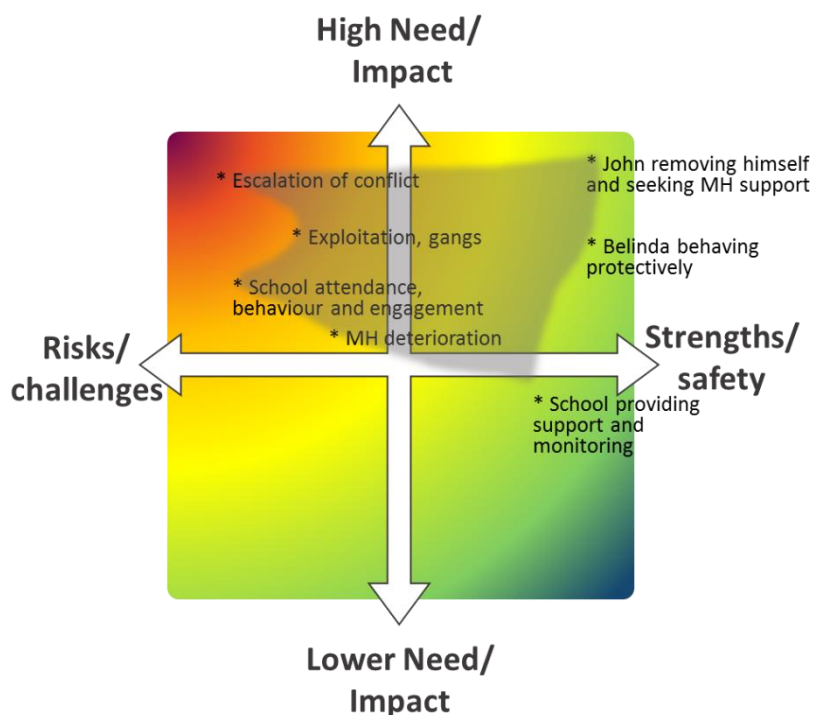 High Need/
Impact
* John removing himself
and seeking MH support
* Escalation of conflict
* Exploitation, gangs
* Belinda behaving
protectively
* School attendance,
behaviour and engagement
* MH deterioration
Risks/
challenges
Strengths/
safety
* School providing
support and
monitoring
Lower Need/
Impact